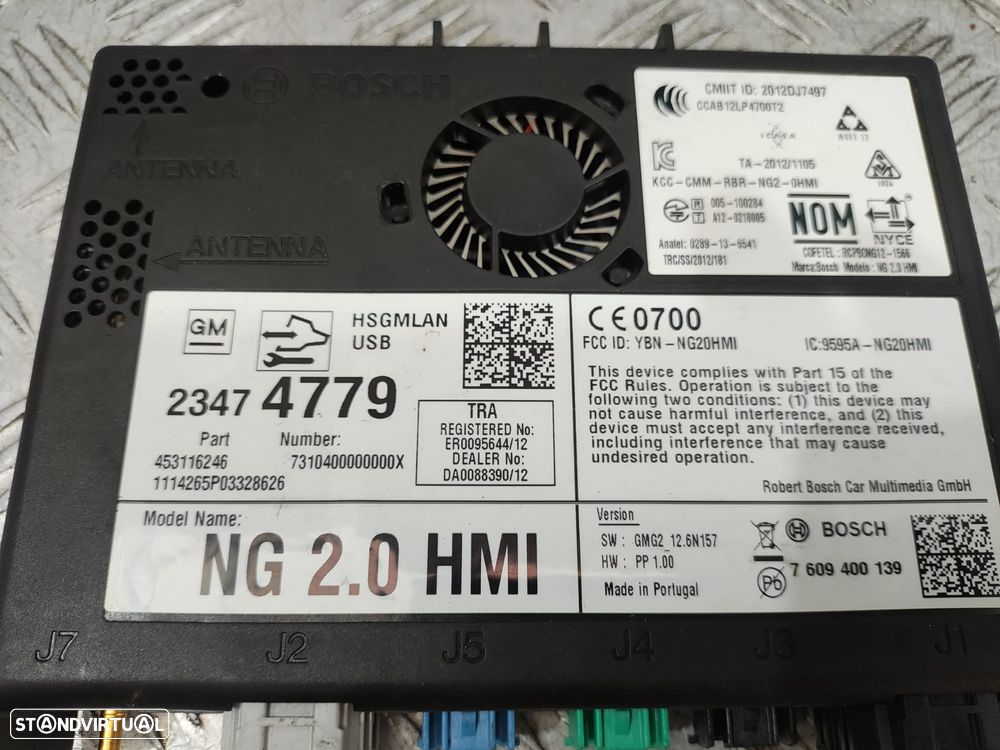 BOSCH
ANTENNA
ANTENNA
CMIIT ID: 2012DJ7497
CCAB12LP4700T2
TA-2012/1105
KCC-CMM-RBR-NG2-0HMI
R 005-100284
T A12-0218005
1024
NOM
NYCE
Anatel: 0289-13-6541
TRC/SS/2012/181
COFETEL: RCPBONG12-1566
Marca:Bosch Modelo: NG 2.0 HMI
GM
HSGMLAN
USB
2347 4779
Part Number:
453116246 7310400000000X
1114265P03328626
TRA
REGISTERED No:
ER0095644/12
DEALER No:
DA0088390/12
CE0700
FCC ID: YBN-NG20HMI IC:9595A-NG20HMI
This device complies with Part 15 of the
FCC Rules. Operation is subject to the
following two conditions: (1) this device may
not cause harmful interference, and (2) this
device must accept any interference received,
including interference that may cause
undesired operation.
Robert Bosch Car Multimedia GmbH
Model Name:
NG 2.0 HMI
Version
SW : GMG2_12.6N157
HW : PP 1.00
Made in Portugal
BOSCH
Pb
7 609 400 139
J7 J2 J5 J4 J3 J1
STANDVIRTUAL